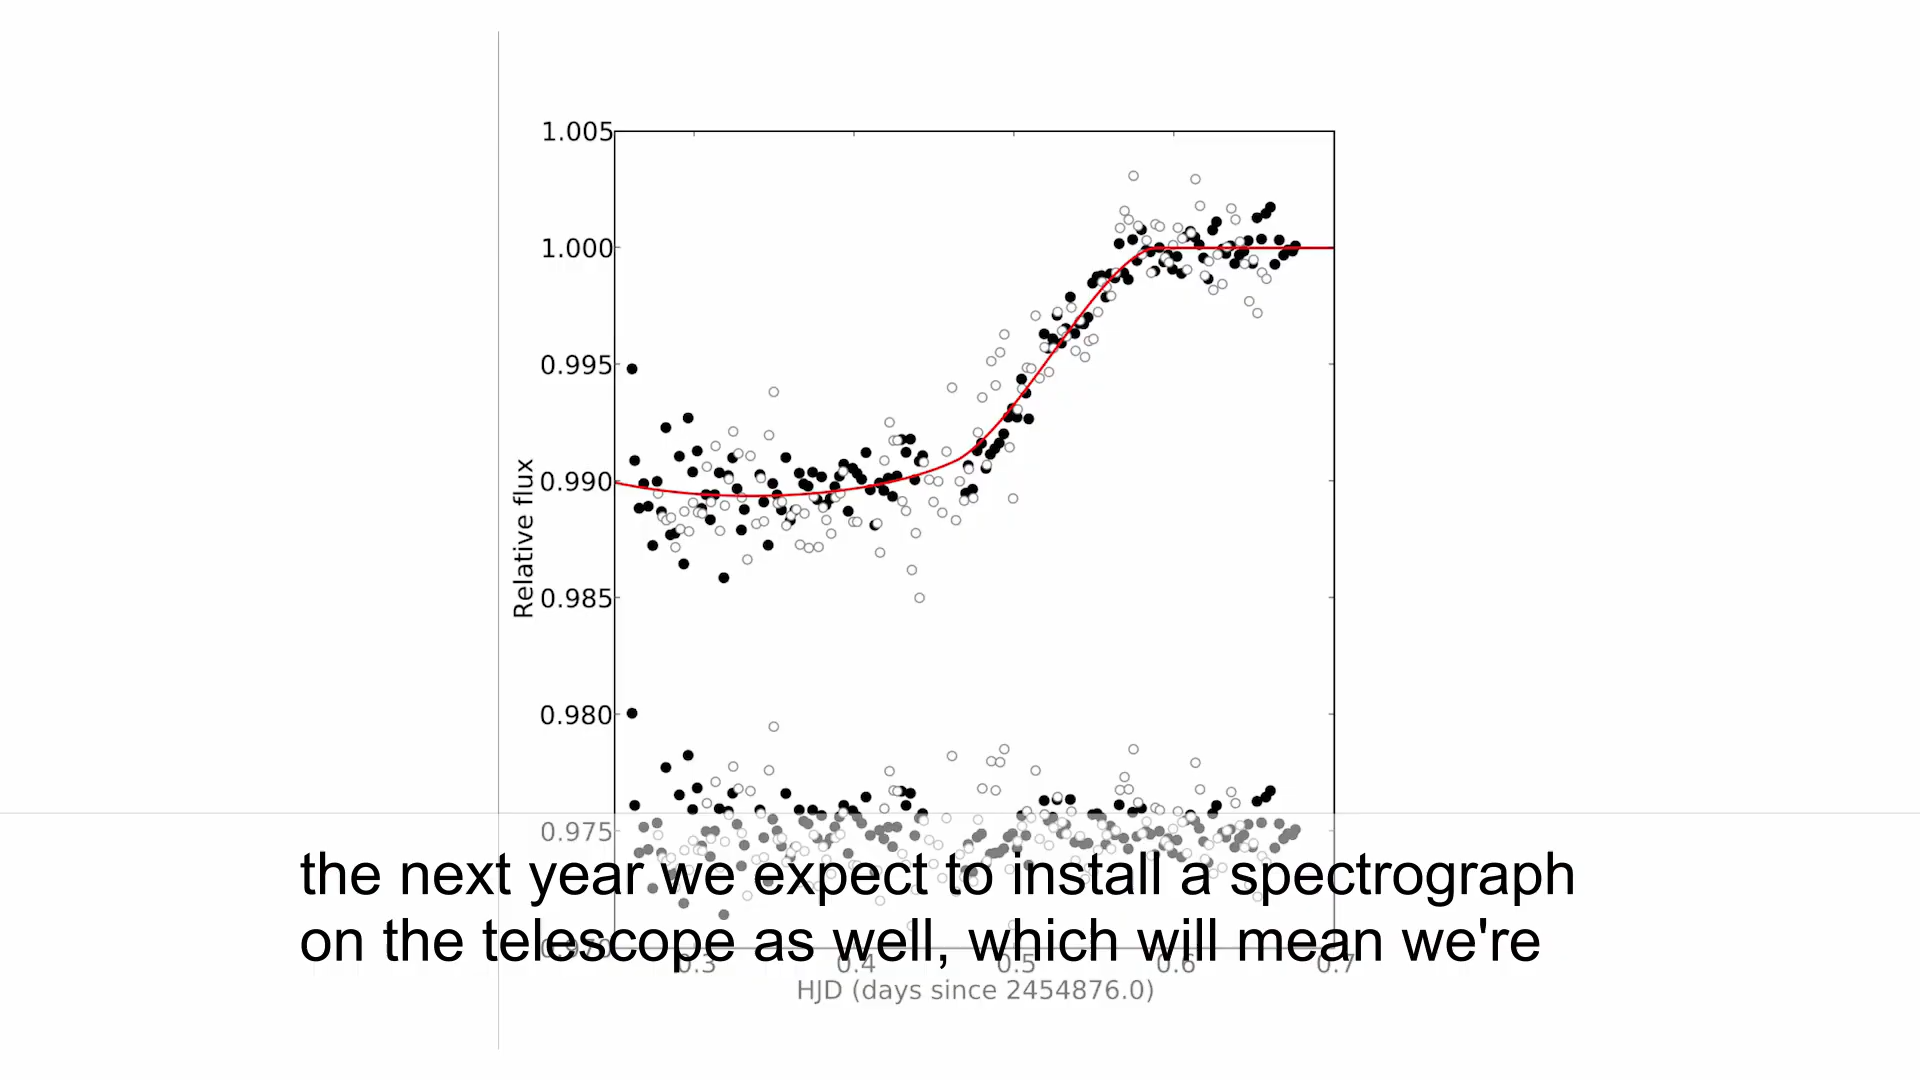 1.005
1.000
0.995
0.990
0.985
0.980
0.975
0.970
Relative flux
0.3 0.4 0.5 0.6 0.7
HJD (days since 2454876.0)
the next year we expect to install a spectrograph
on the telescope as well, which will mean we're